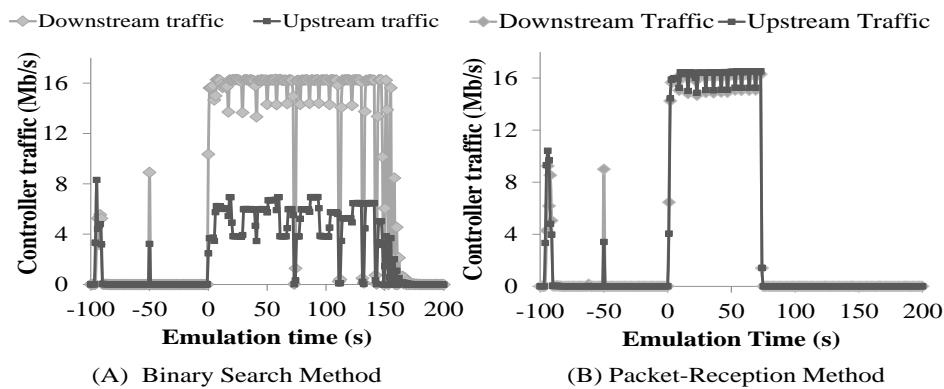 Downstream traffic Upstream traffic
Downstream Traffic Upstream Traffic
Controller traffic (Mb/s)
16
12
8
4
0
-100 -50 0 50 100 150 200
Emulation time (s)
(A) Binary Search Method
Controller traffic (Mb/s)
16
12
8
4
0
-100 -50 0 50 100 150 200
Emulation Time (s)
(B) Packet-Reception Method